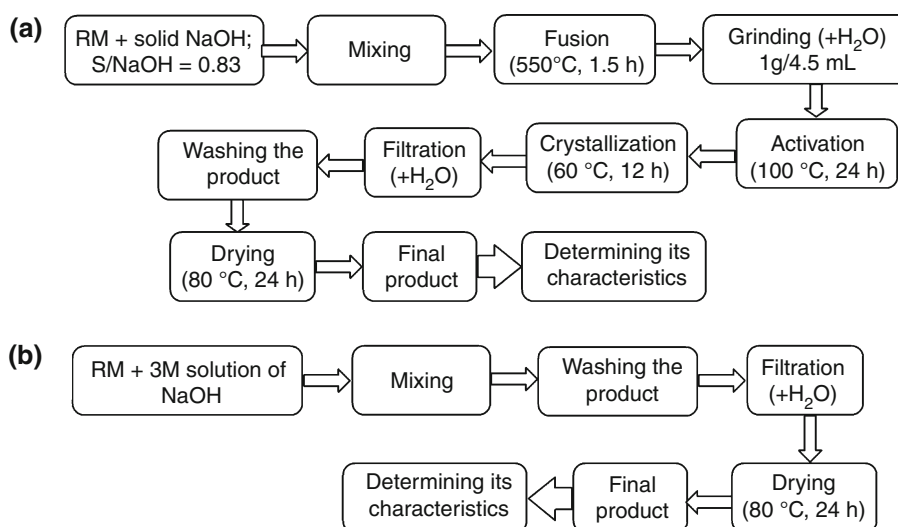 (a)
RM + solid NaOH;
S/NaOH = 0.83
Mixing
Fusion
(550°C, 1.5 h)
Grinding (+H₂O)
1g/4.5 mL
Activation
(100 °C, 24 h)
Crystallization
(60 °C, 12 h)
Filtration
(+H₂O)
Washing the
product
Drying
(80 °C, 24 h)
Final
product
Determining its
characteristics
(b)
RM + 3M solution of
NaOH
Mixing
Washing the
product
Filtration
(+H₂O)
Drying
(80 °C, 24 h)
Final
product
Determining its
characteristics